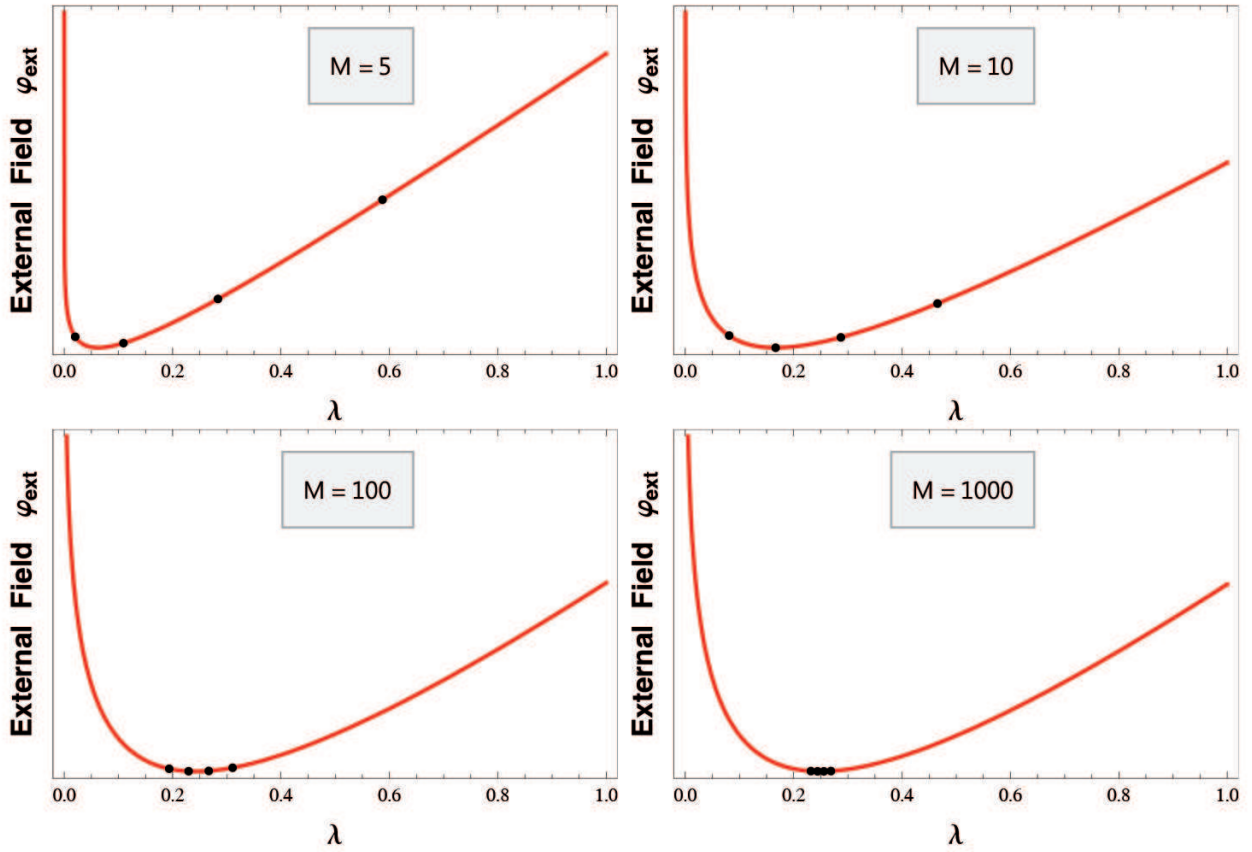 External Field φext
M = 5
0.0 0.2 0.4 0.6 0.8 1.0
λ
External Field φext
M = 10
0.0 0.2 0.4 0.6 0.8 1.0
λ
External Field φext
M = 100
0.0 0.2 0.4 0.6 0.8 1.0
λ
External Field φext
M = 1000
0.0 0.2 0.4 0.6 0.8 1.0
λ